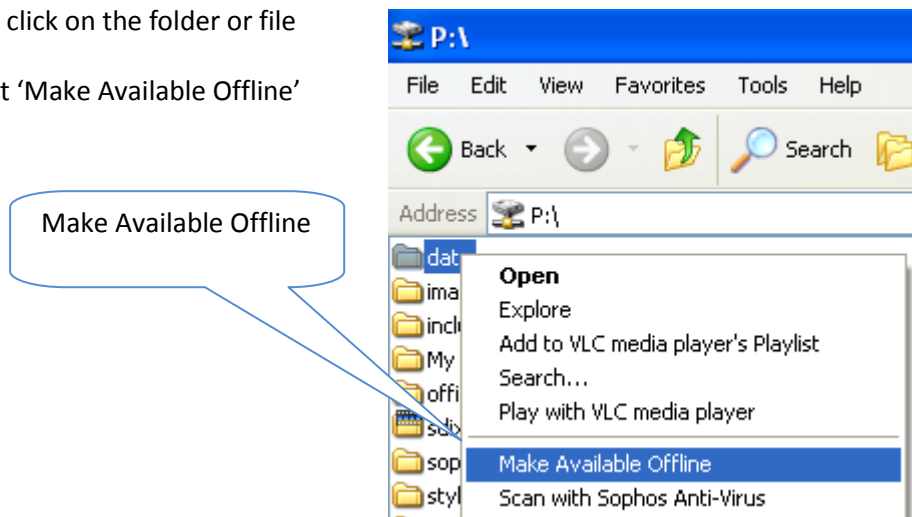 click on the folder or file
t ‘Make Available Offline’
Make Available Offline
P:\
File Edit View Favorites Tools Help
Back Search
Address P:\
dat
ima
inclu
My
offi
sdix
sop
styl
Open
Explore
Add to VLC media player's Playlist
Search...
Play with VLC media player
Make Available Offline
Scan with Sophos Anti-Virus